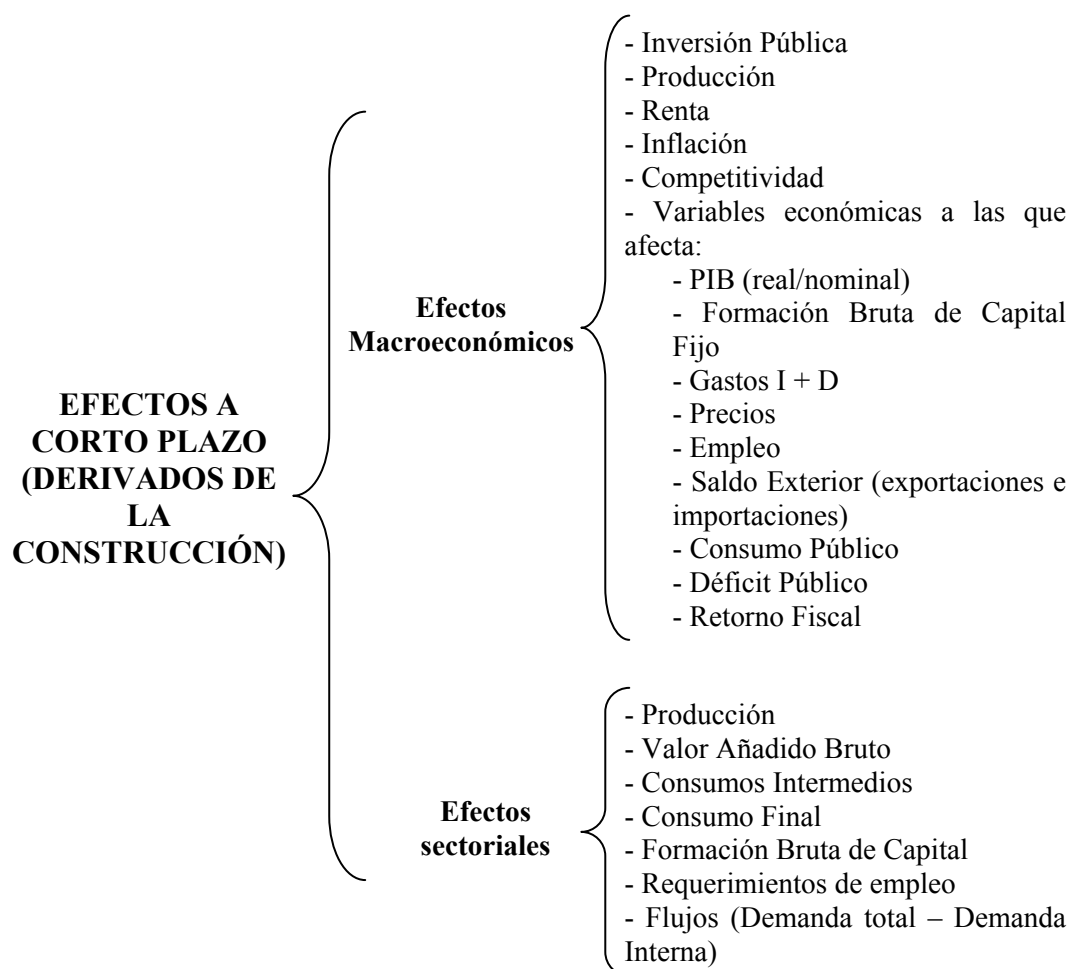 EFECTOS A
CORTO PLAZO
(DERIVADOS DE
LA
CONSTRUCCIÓN)
Efectos
Macroeconómicos
- Inversión Pública
- Producción
- Renta
- Inflación
- Competitividad
- Variables económicas a las que
afecta:
- PIB (real/nominal)
- Formación Bruta de Capital
Fijo
- Gastos I + D
- Precios
- Empleo
- Saldo Exterior (exportaciones e
importaciones)
- Consumo Público
- Déficit Público
- Retorno Fiscal
Efectos
sectoriales
- Producción
- Valor Añadido Bruto
- Consumos Intermedios
- Consumo Final
- Formación Bruta de Capital
- Requerimientos de empleo
- Flujos (Demanda total – Demanda
Interna)